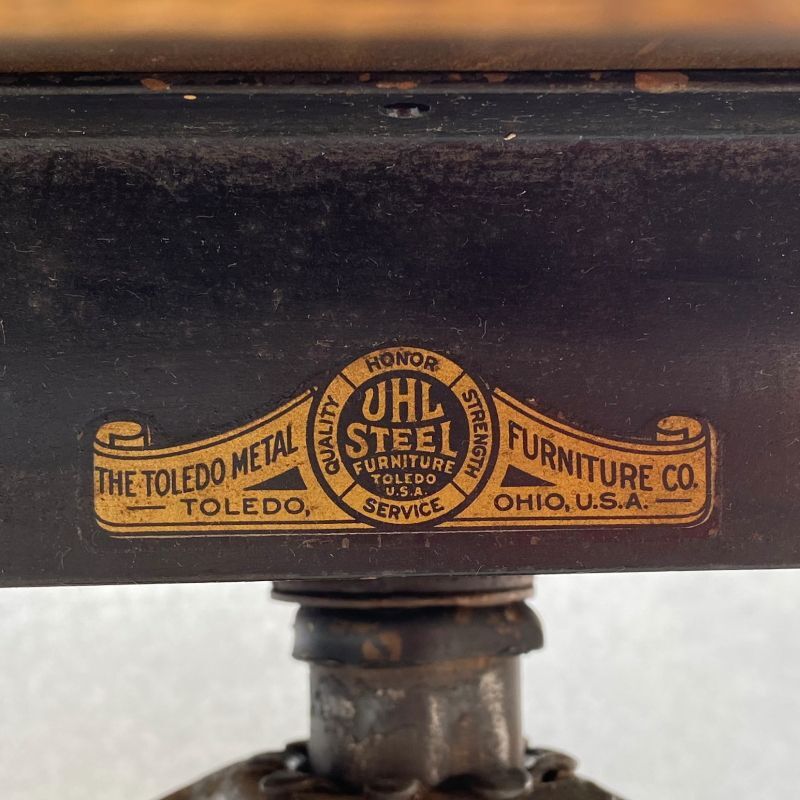 HONOR
QUALITY
STRENGTH
SERVICE
UHL
STEEL
FURNITURE
TOLEDO
U.S.A.
THE TOLEDO METAL FURNITURE CO.
TOLEDO, OHIO, U.S.A.